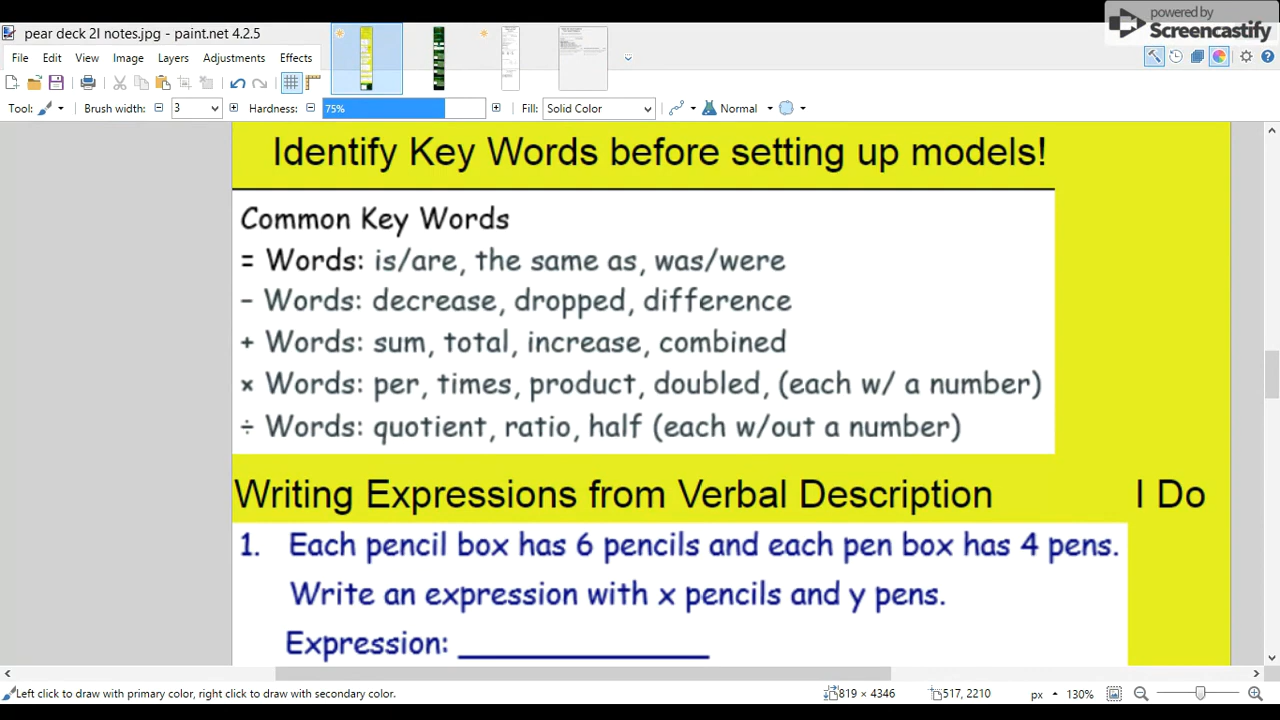 powered by
Screencastify
pear deck 2I notes.jpg - paint.net 4.2.5
File Edit View Image Layers Adjustments Effects
Tool: Brush width: 3 Hardness: 75% Fill: Solid Color Normal
Identify Key Words before setting up models!
Common Key Words
= Words: is/are, the same as, was/were
- Words: decrease, dropped, difference
+ Words: sum, total, increase, combined
× Words: per, times, product, doubled, (each w/ a number)
÷ Words: quotient, ratio, half (each w/out a number)
Writing Expressions from Verbal Description I Do
1. Each pencil box has 6 pencils and each pen box has 4 pens.
Write an expression with x pencils and y pens.
Expression: ______________
Left click to draw with primary color, right click to draw with secondary color. 819 × 4346 517, 2210 px 130%